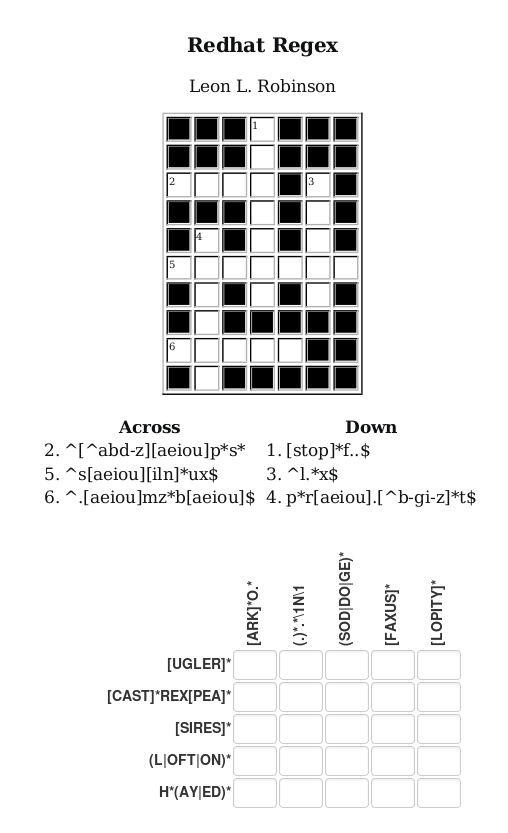 Redhat Regex
Leon L. Robinson
1
2
3
4
5
6
Across
2. ^[^abd-z][aeiou]p*s*
5. ^s[aeiou][iln]*ux$
6. ^.[aeiou]mz*b[aeiou]$
Down
1. [stop]*f..$
3. ^l.*x$
4. p*r[aeiou].[^b-gi-z]*t$
[ARK]*O.*
(.)*.*\1N\1
(SOD|DO|GE)*
[FAXUS]*
[LOPITY]*
[UGLER]*
[CAST]*REX[PEA]*
[SIRES]*
(L|OFT|ON)*
H*(AY|ED)*